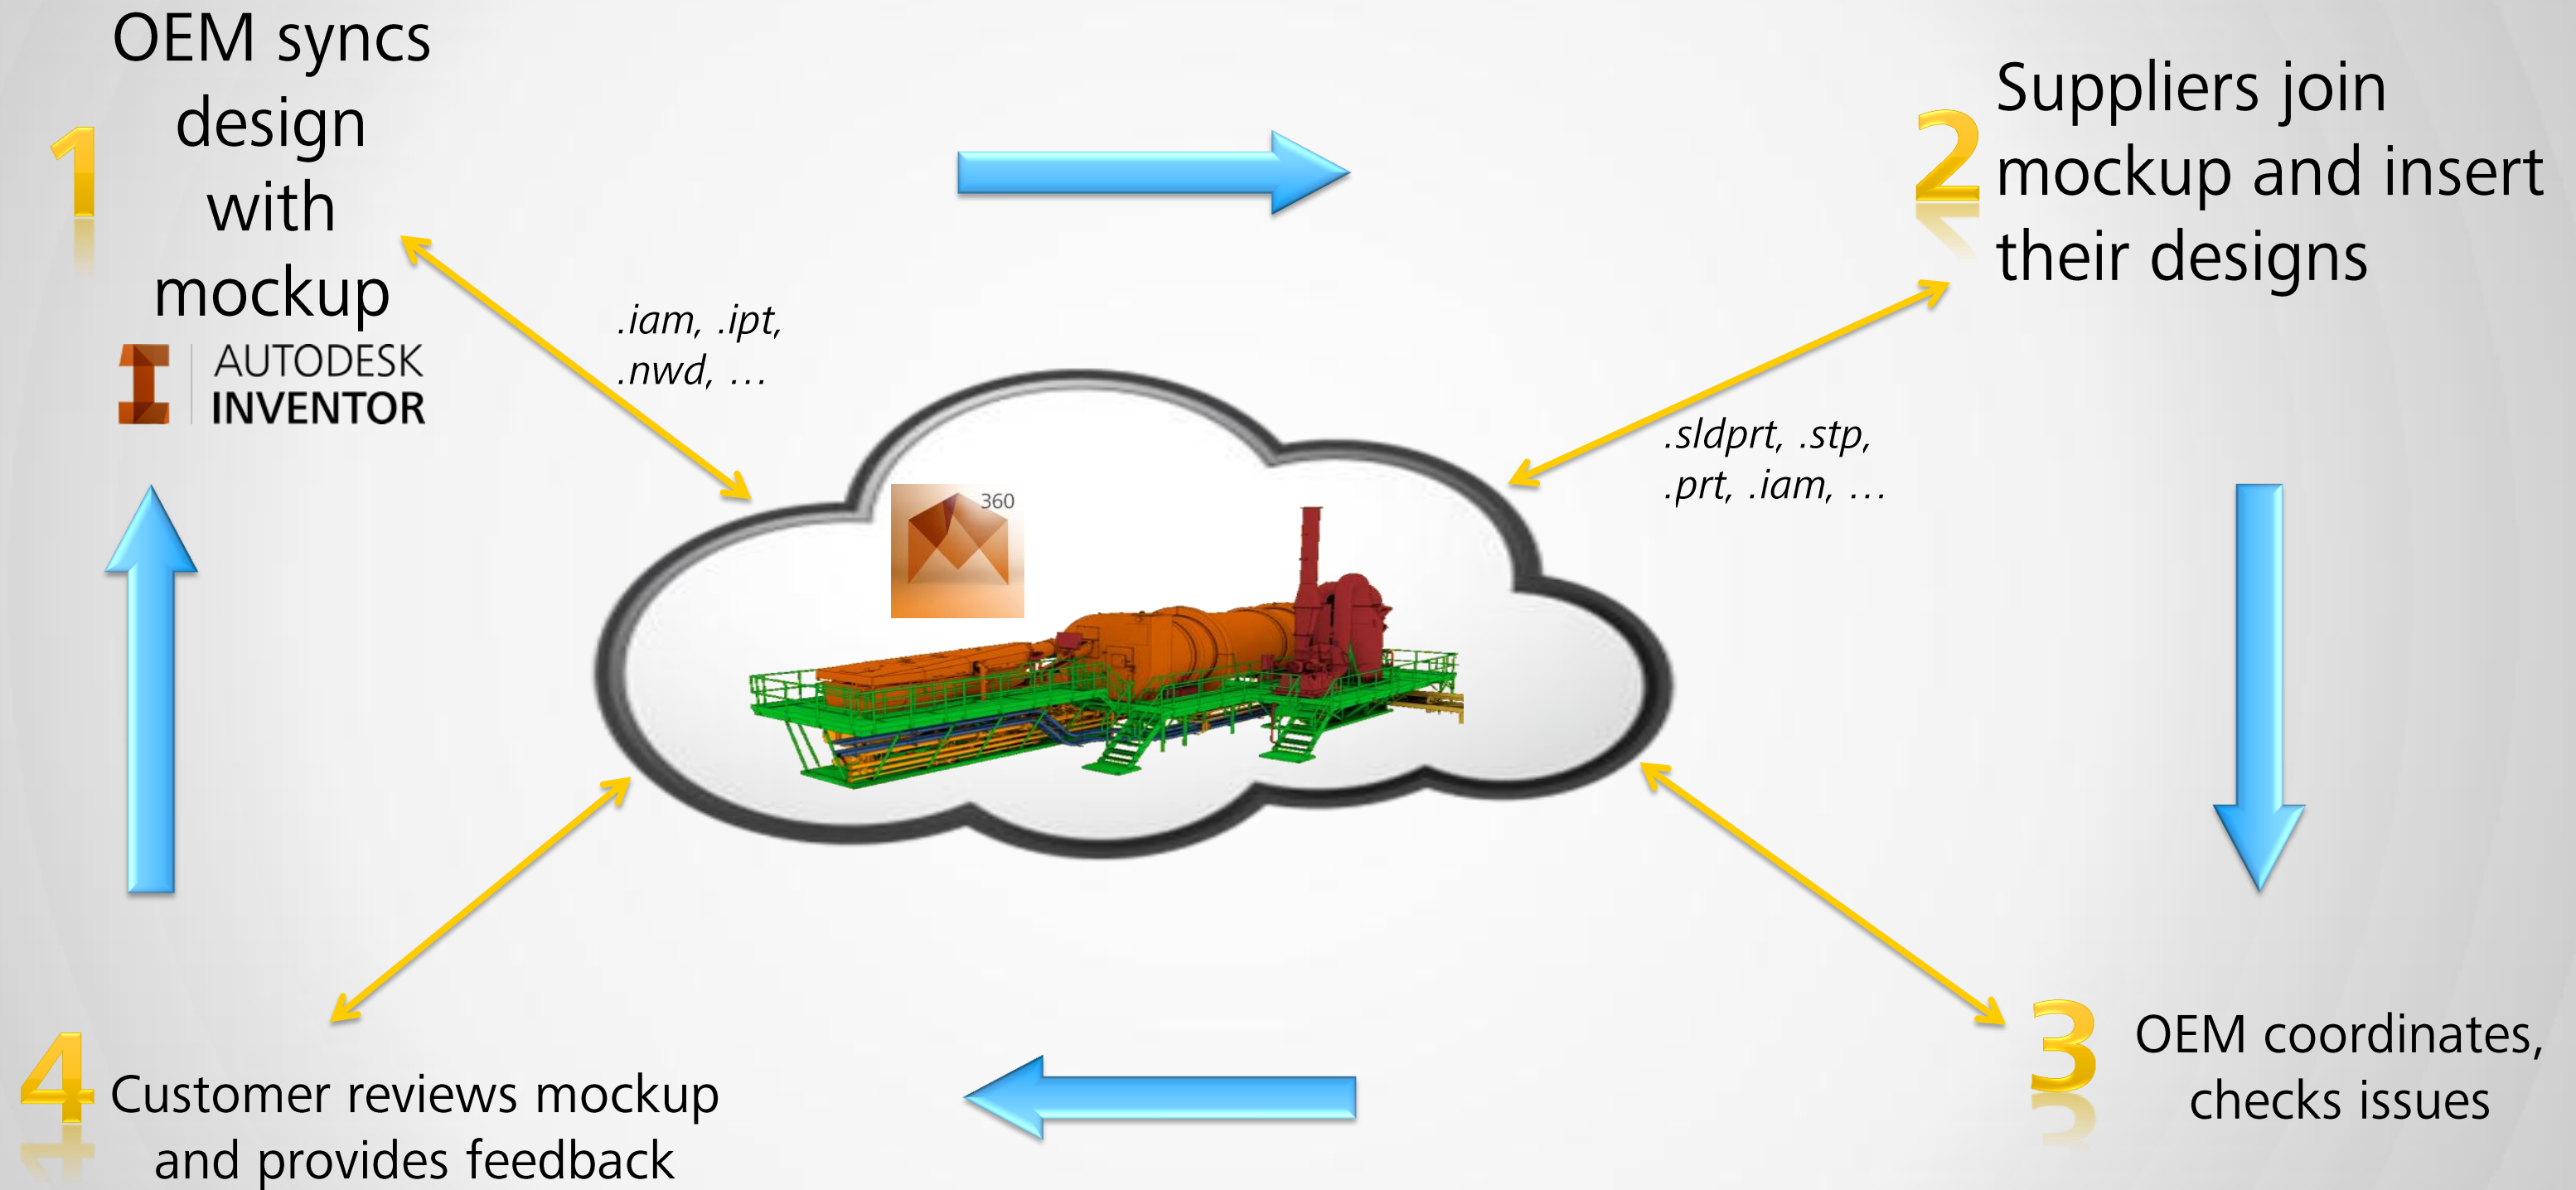 OEM syncs
design
with
mockup
1
AUTODESK
INVENTOR
2
Suppliers join
mockup and insert
their designs
.iam, .ipt,
.nwd, …
.sldprt, .stp,
.prt, .iam, …
360
3
OEM coordinates,
checks issues
4
Customer reviews mockup
and provides feedback